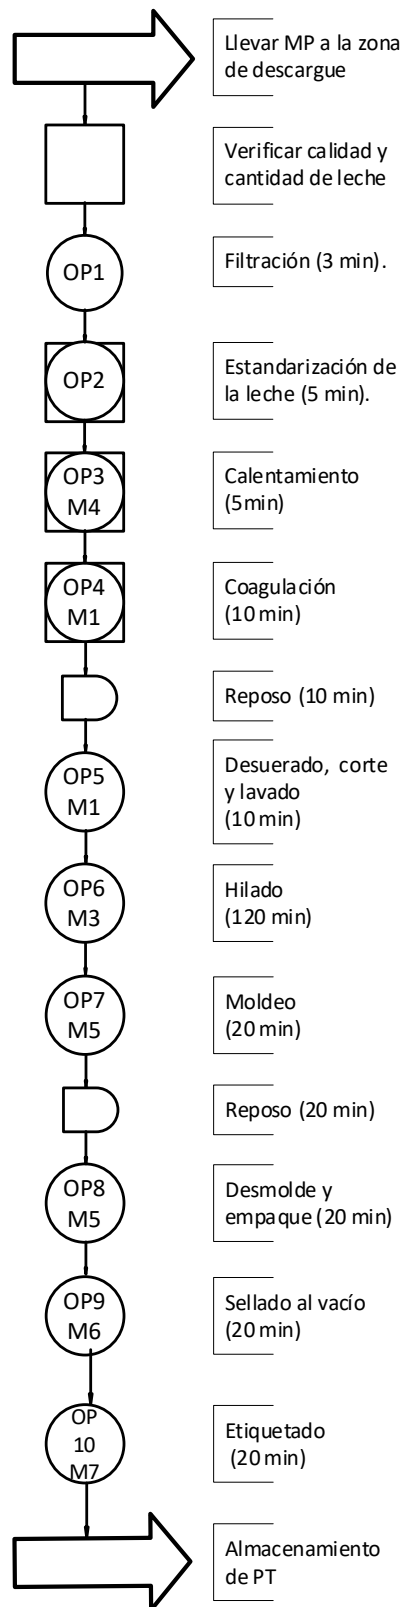 Llevar MP a la zona
de descargue
Verificar calidad y
cantidad de leche
OP1
Filtración (3 min).
OP2
Estandarización de
la leche (5 min).
OP3
M4
Calentamiento
(5min)
OP4
M1
Coagulación
(10 min)
Reposo (10 min)
OP5
M1
Desuerado, corte
y lavado
(10 min)
OP6
M3
Hilado
(120 min)
OP7
M5
Moldeo
(20 min)
Reposo (20 min)
OP8
M5
Desmolde y
empaque (20 min)
OP9
M6
Sellado al vacío
(20 min)
OP
10
M7
Etiquetado
(20 min)
Almacenamiento
de PT